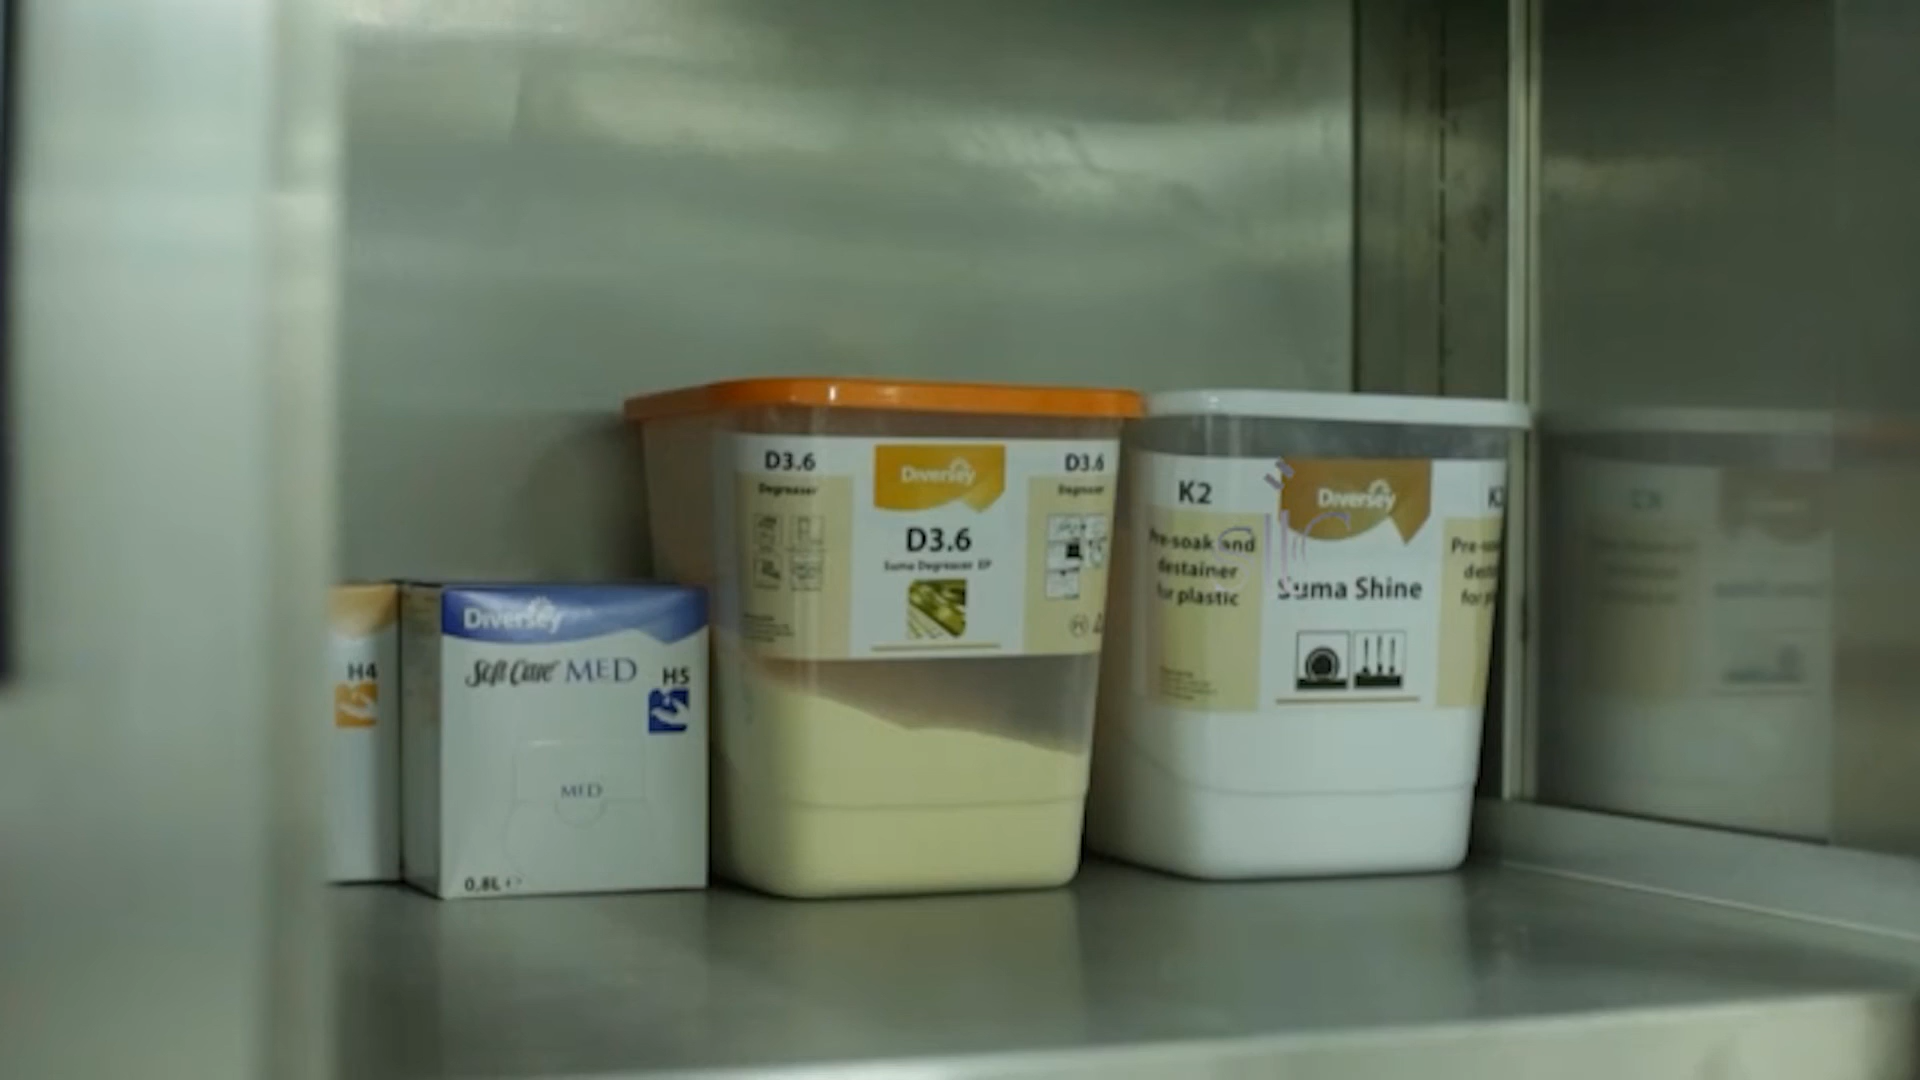 H4
Diversey
Soft Care MED
H5
MED
0,8L
D3.6
Degreaser
Diversey
D3.6
Suma Degreaser EP
D3.6
Degreaser
K2
Pre-soak and
destainer
for plastic
Diversey
Suma Shine